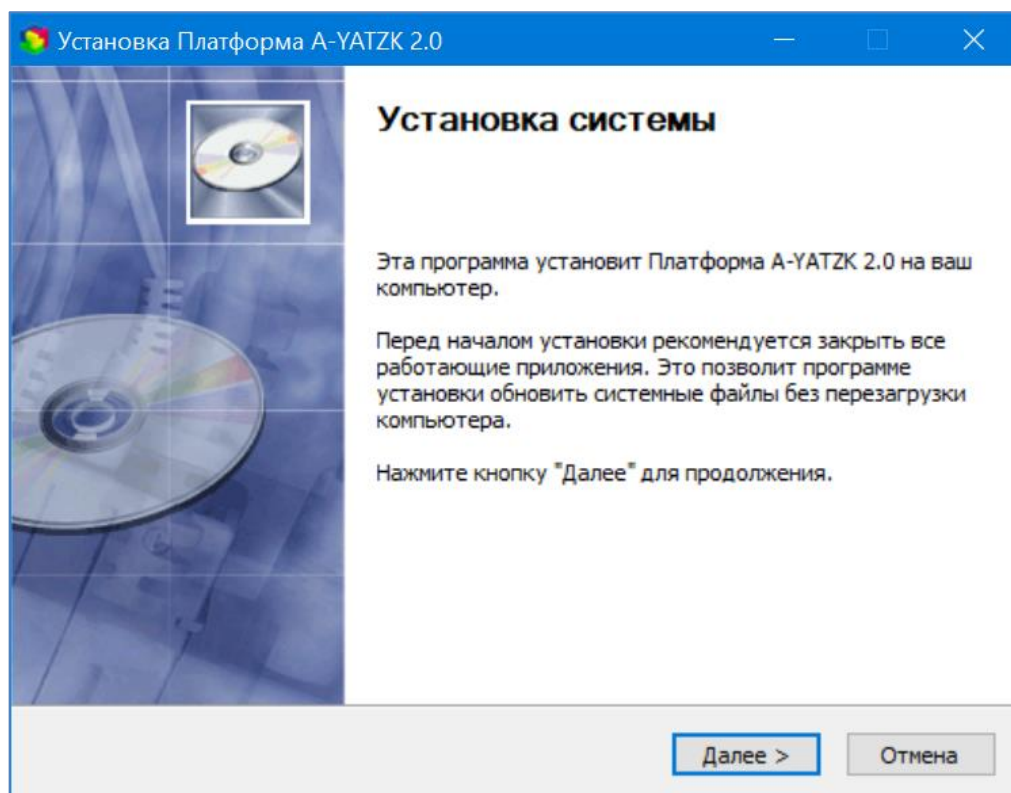 Установка Платформа A-YATZK 2.0
Установка системы
Эта программа установит Платформа A-YATZK 2.0 на ваш
компьютер.
Перед началом установки рекомендуется закрыть все
работающие приложения. Это позволит программе
установки обновить системные файлы без перезагрузки
компьютера.
Нажмите кнопку "Далее" для продолжения.
Далее >
Отмена